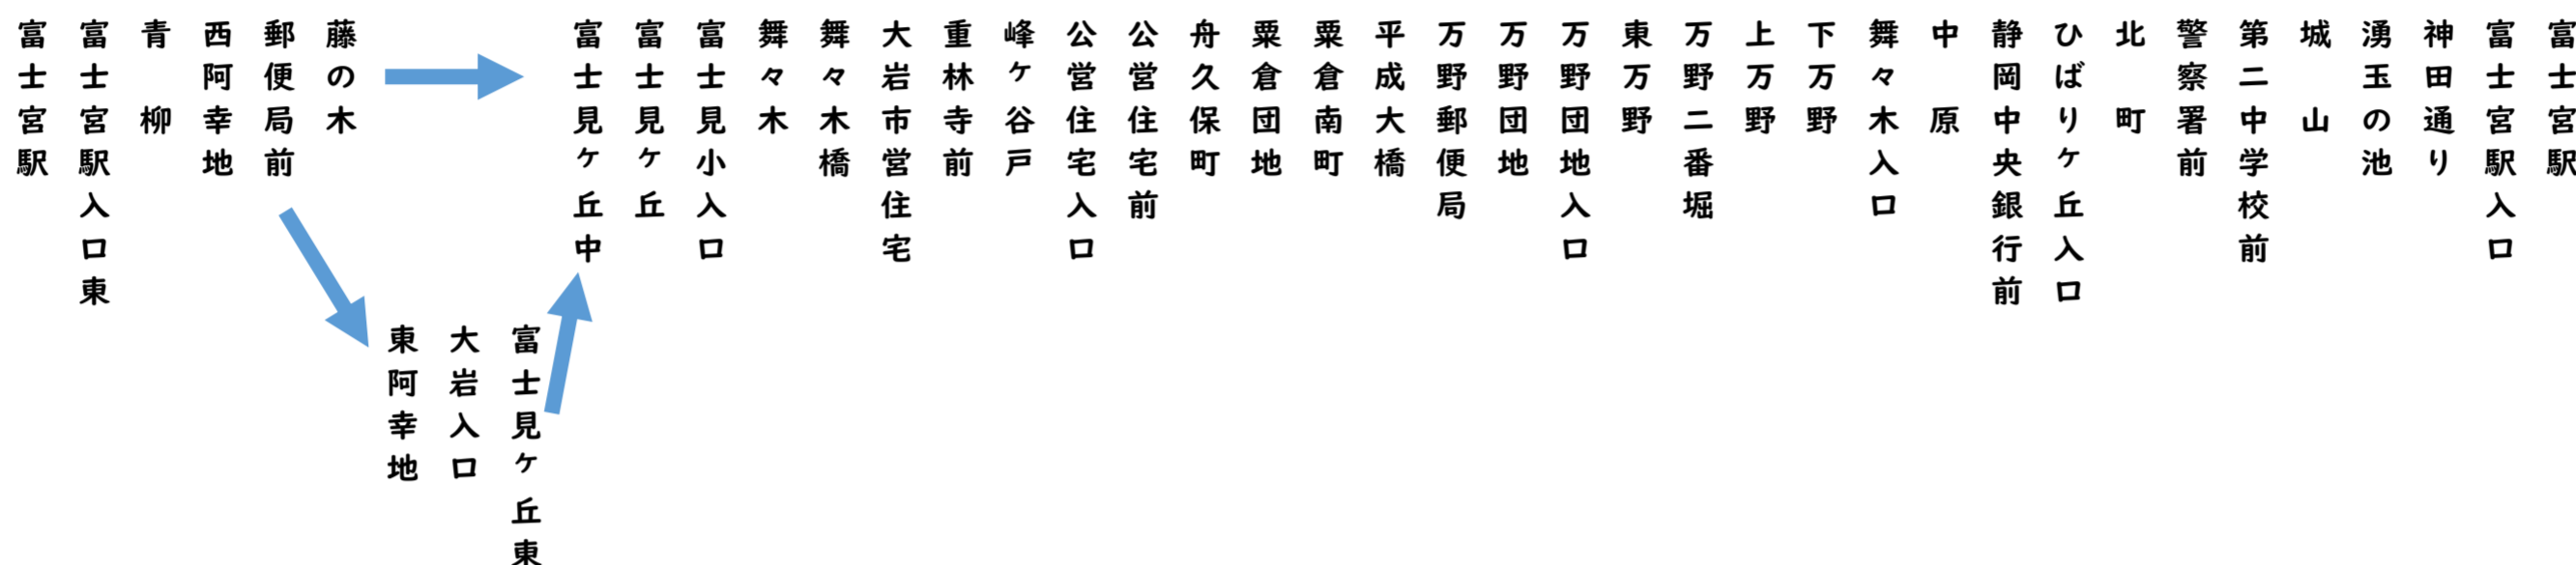 富士宮駅
富士宮駅入口東
青柳
西阿幸地
郵便局前
藤の木
東阿幸地
大岩入口
富士見ケ丘東
富士見ケ丘中
富士見ケ丘
富士見小入口
舞々木
舞々木橋
大岩市営住宅
重林寺前
峰ケ谷戸
公営住宅入口
公営住宅前
舟久保町
粟倉団地
粟倉南町
平成大橋
万野郵便局
万野団地
万野団地入口
東万野
万野二番堀
上万野
下万野
舞々木入口
中原
静岡中央銀行前
ひばりケ丘入口
北町
警察署前
第二中学校前
城山
湧玉の池
神田通り
富士宮駅入口
富士宮駅